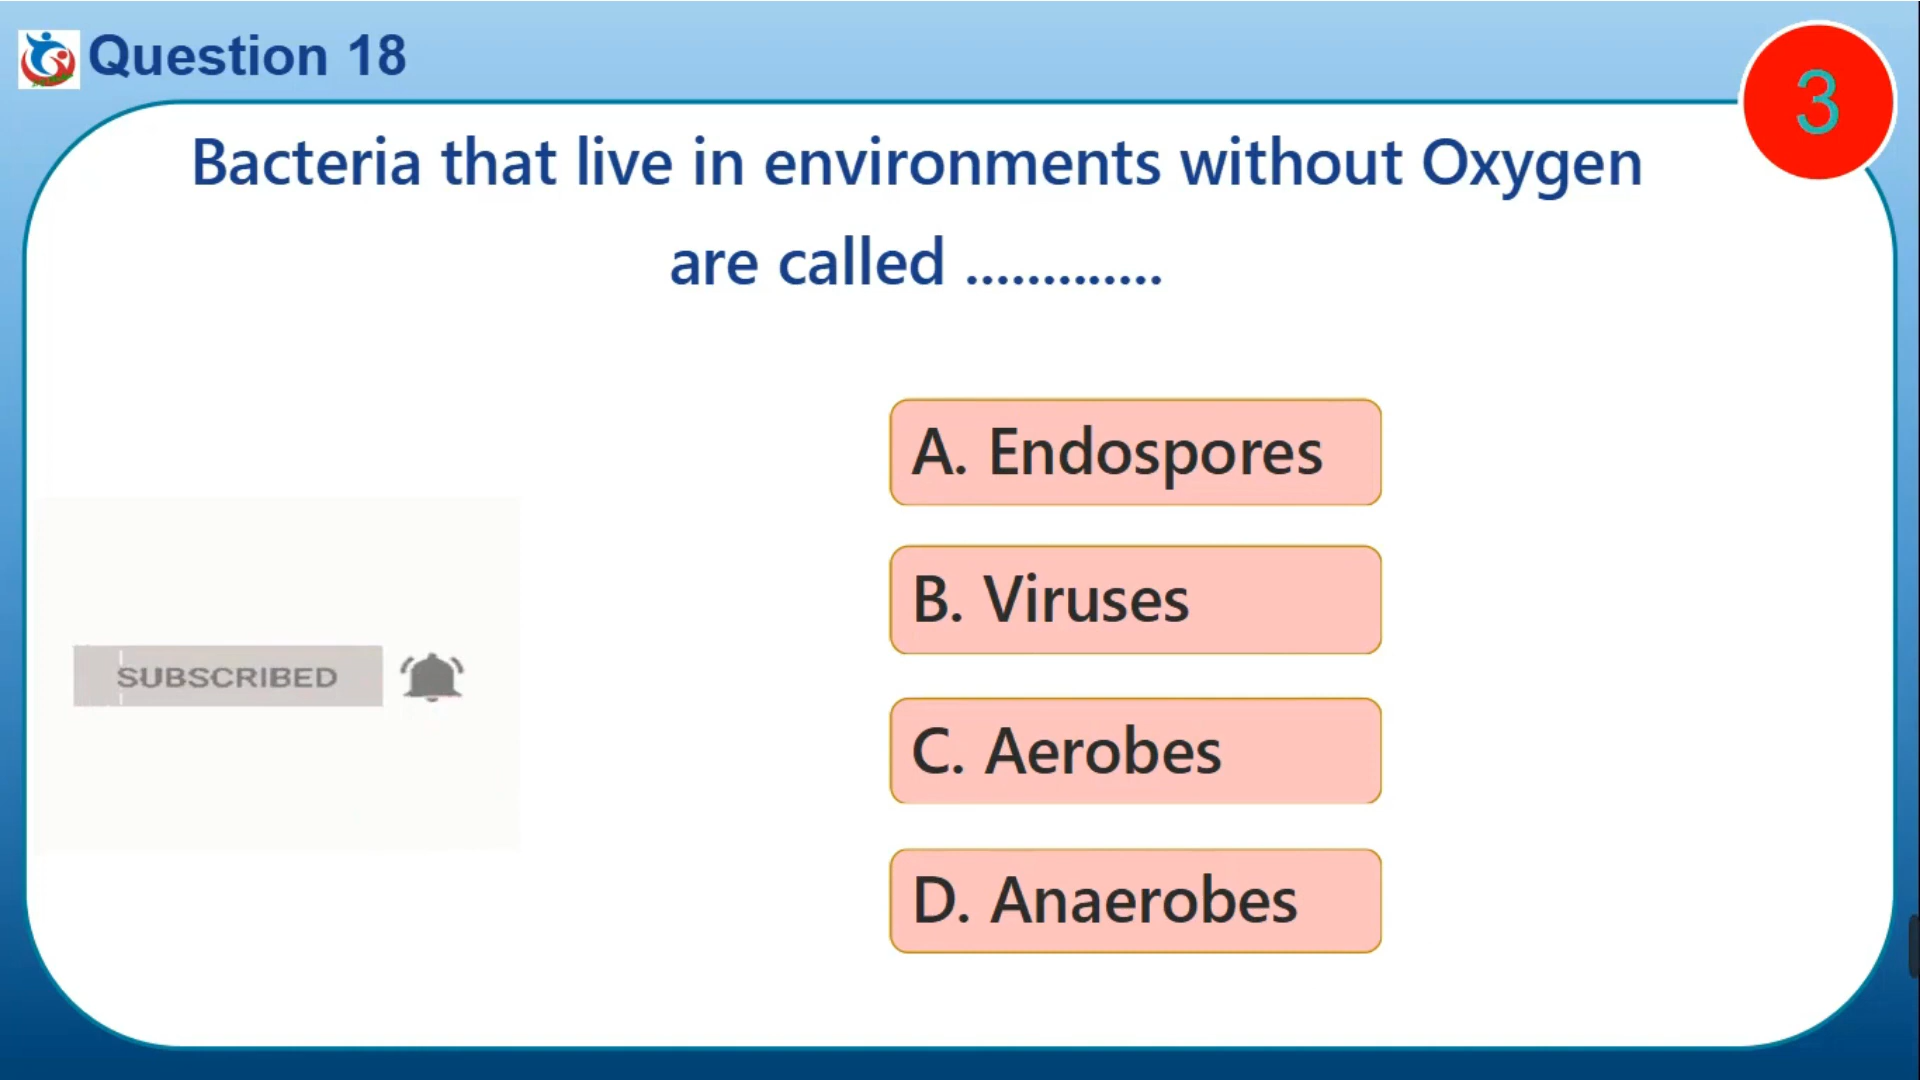 Question 18
3
Bacteria that live in environments without Oxygen
are called .............
A. Endospores
B. Viruses
SUBSCRIBED
C. Aerobes
D. Anaerobes